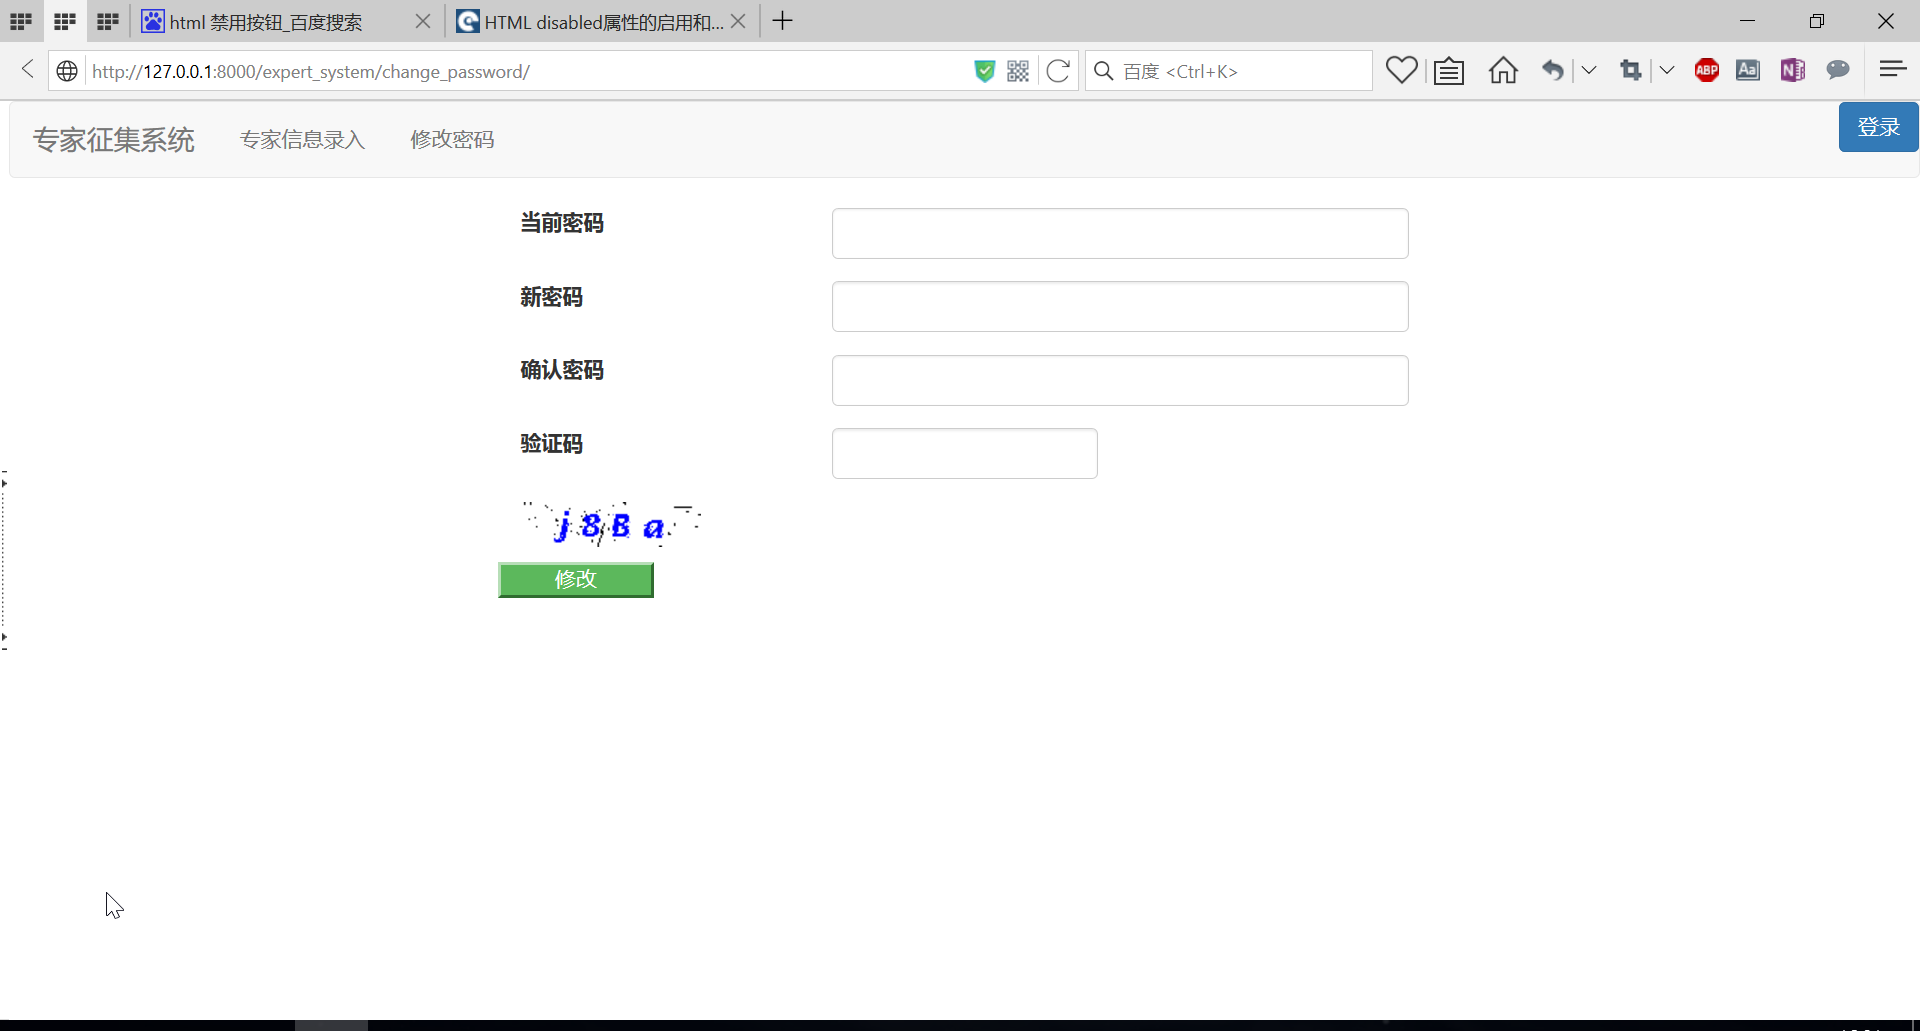 html 禁用按钮_百度搜索
HTML disabled属性的启用和...
http://127.0.0.1:8000/expert_system/change_password/
百度 <Ctrl+K>
ABP
Aa
N
专家征集系统
专家信息录入
修改密码
登录
当前密码
新密码
确认密码
验证码
j8Ba
修改